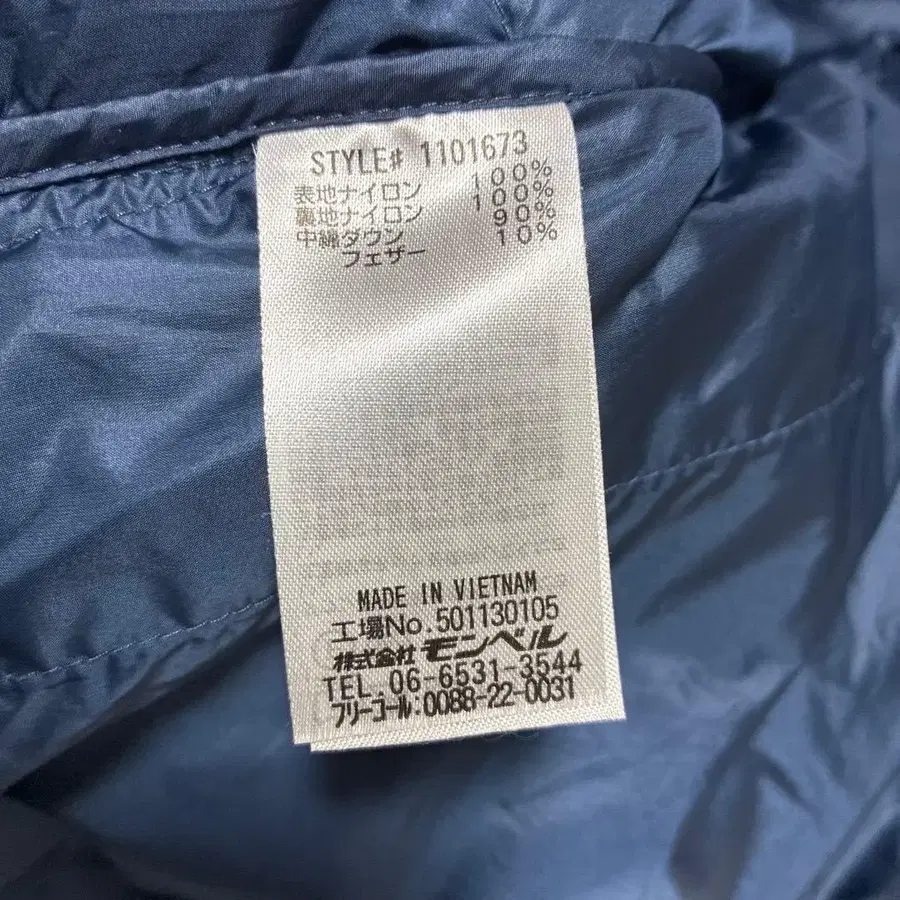 STYLE# 1101673
表地ナイロン 100%
裏地ナイロン 100%
中綿ダウン 90%
フェザー 10%
MADE IN VIETNAM
工場No.501130105
株式会社 モンベル
TEL. 06-6531-3544
フリーコール:0088-22-0031